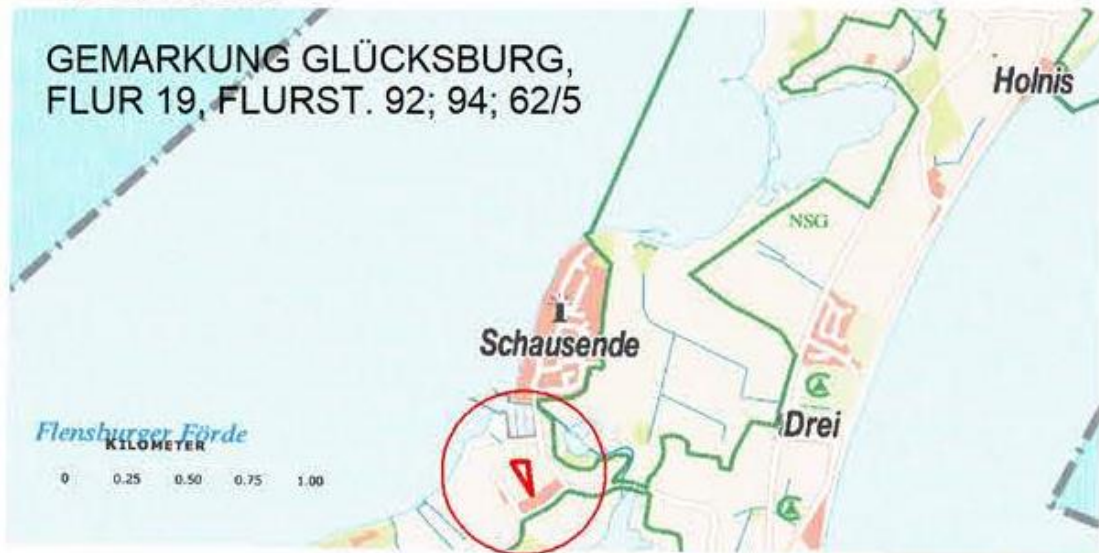 GEMARKUNG GLÜCKSBURG,
FLUR 19, FLURST. 92; 94; 62/5
Holnis
NSG
Schausende
Drei
Flensburger Förde
KILOMETER
0 0.25 0.50 0.75 1.00